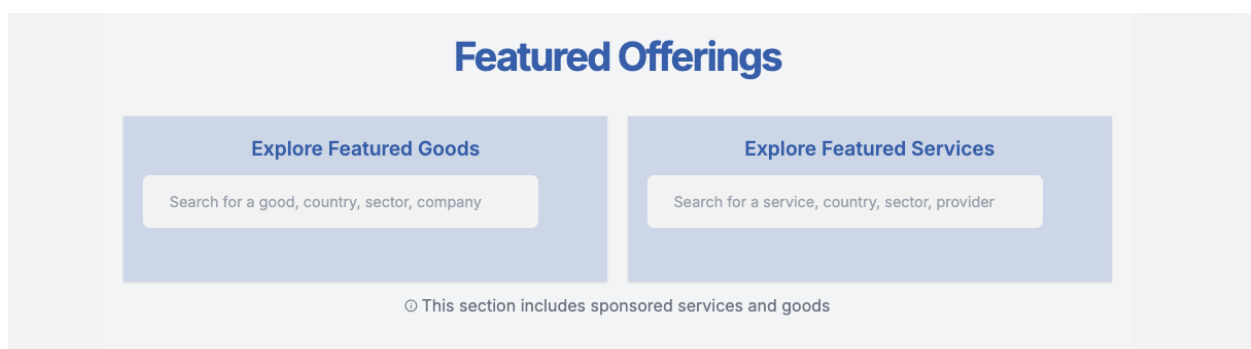 Featured Offerings
Explore Featured Goods
Search for a good, country, sector, company
Explore Featured Services
Search for a service, country, sector, provider
This section includes sponsored services and goods